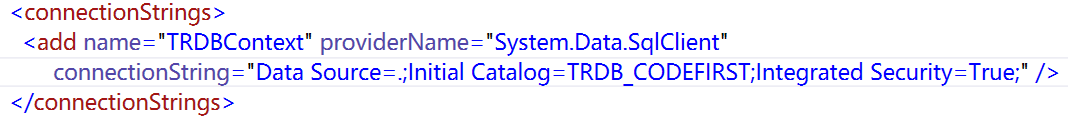 <connectionStrings>
<add name="TRDBContext" providerName="System.Data.SqlClient"
connectionString="Data Source=.;Initial Catalog=TRDB_CODEFIRST;Integrated Security=True;" />
</connectionStrings>